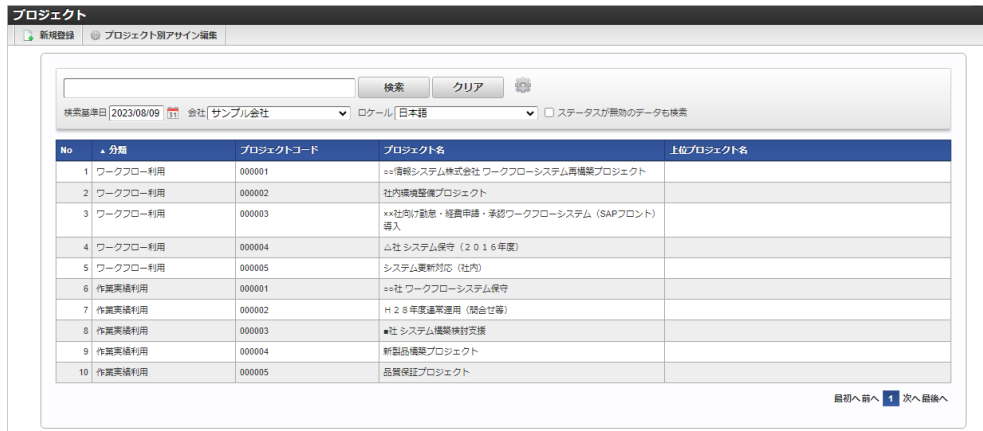 プロジェクト
新規登録 プロジェクト別アサイン編集
検索 クリア
検索基準日 2023/08/09 31 会社 サンプル会社 ロケール 日本語 ステータスが無効のデータも検索
No ▲ 分類 プロジェクトコード プロジェクト名 上位プロジェクト名
1 ワークフロー利用 000001 ○○情報システム株式会社 ワークフローシステム再構築プロジェクト
2 ワークフロー利用 000002 社内環境整備プロジェクト
3 ワークフロー利用 000003 ××社向け勤怠・経費申請・承認ワークフローシステム（SAPフロント）
導入
4 ワークフロー利用 000004 △社 システム保守（２０１６年度）
5 ワークフロー利用 000005 システム更新対応（社内）
6 作業実績利用 000001 ○○社 ワークフローシステム保守
7 作業実績利用 000002 Ｈ２８年度通常運用（問合せ等）
8 作業実績利用 000003 ■社 システム構築検討支援
9 作業実績利用 000004 新製品構築プロジェクト
10 作業実績利用 000005 品質保証プロジェクト
最初へ 前へ 1 次へ 最後へ